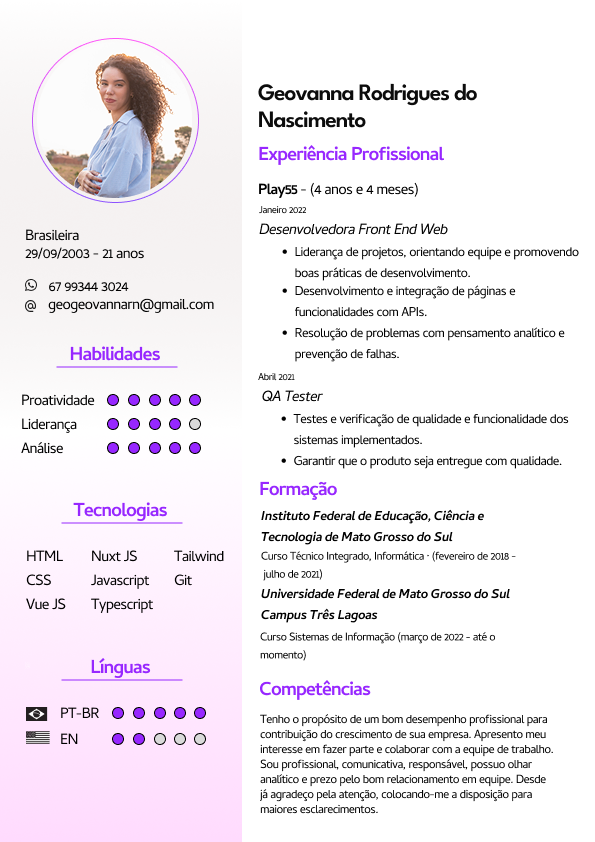 Brasileira
29/09/2003 - 21 anos
67 99344 3024
@ geogeovannarn@gmail.com
Habilidades
Proatividade
Liderança
Análise
Tecnologias
HTML Nuxt JS Tailwind
CSS Javascript Git
Vue JS Typescript
Línguas
PT-BR
EN
Geovanna Rodrigues do
Nascimento
Experiência Profissional
Play55 - (4 anos e 4 meses)
Janeiro 2022
Desenvolvedora Front End Web
• Liderança de projetos, orientando equipe e promovendo
boas práticas de desenvolvimento.
• Desenvolvimento e integração de páginas e
funcionalidades com APIs.
• Resolução de problemas com pensamento analítico e
prevenção de falhas.
Abril 2021
QA Tester
• Testes e verificação de qualidade e funcionalidade dos
sistemas implementados.
• Garantir que o produto seja entregue com qualidade.
Formação
Instituto Federal de Educação, Ciência e
Tecnologia de Mato Grosso do Sul
Curso Técnico Integrado, Informática · (fevereiro de 2018 -
julho de 2021)
Universidade Federal de Mato Grosso do Sul
Campus Três Lagoas
Curso Sistemas de Informação (março de 2022 - até o
momento)
Competências
Tenho o propósito de um bom desempenho profissional para
contribuição do crescimento de sua empresa. Apresento meu
interesse em fazer parte e colaborar com a equipe de trabalho.
Sou profissional, comunicativa, responsável, possuo olhar
analítico e prezo pelo bom relacionamento em equipe. Desde
já agradeço pela atenção, colocando-me a disposição para
maiores esclarecimentos.